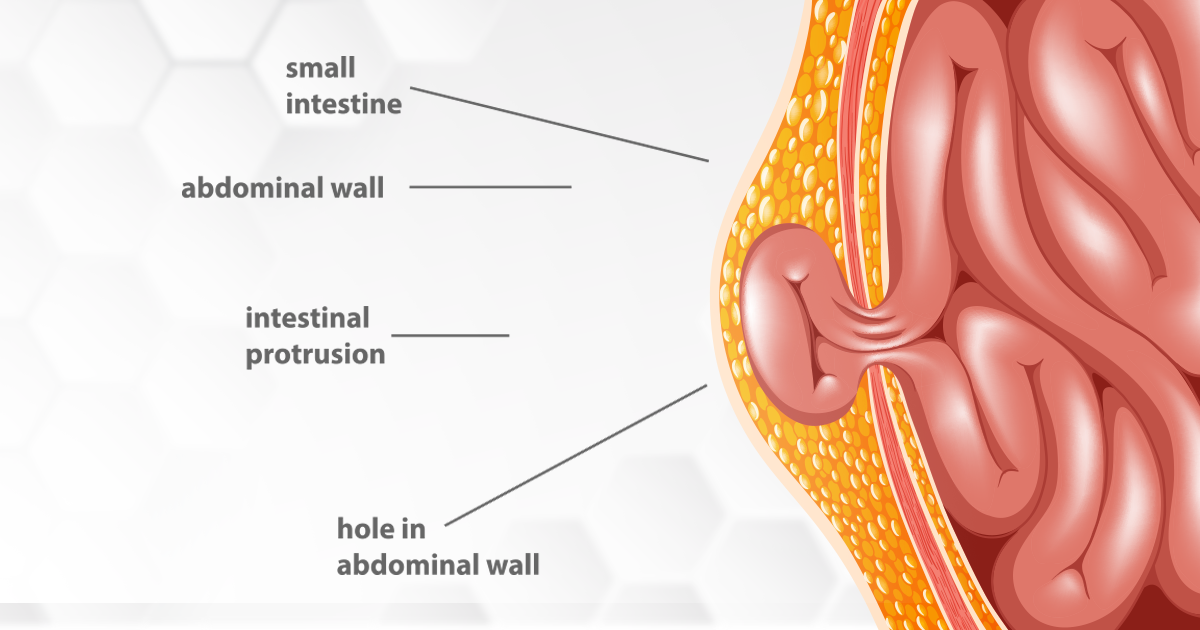 small
intestine
abdominal wall
intestinal
protrusion
hole in
abdominal wall